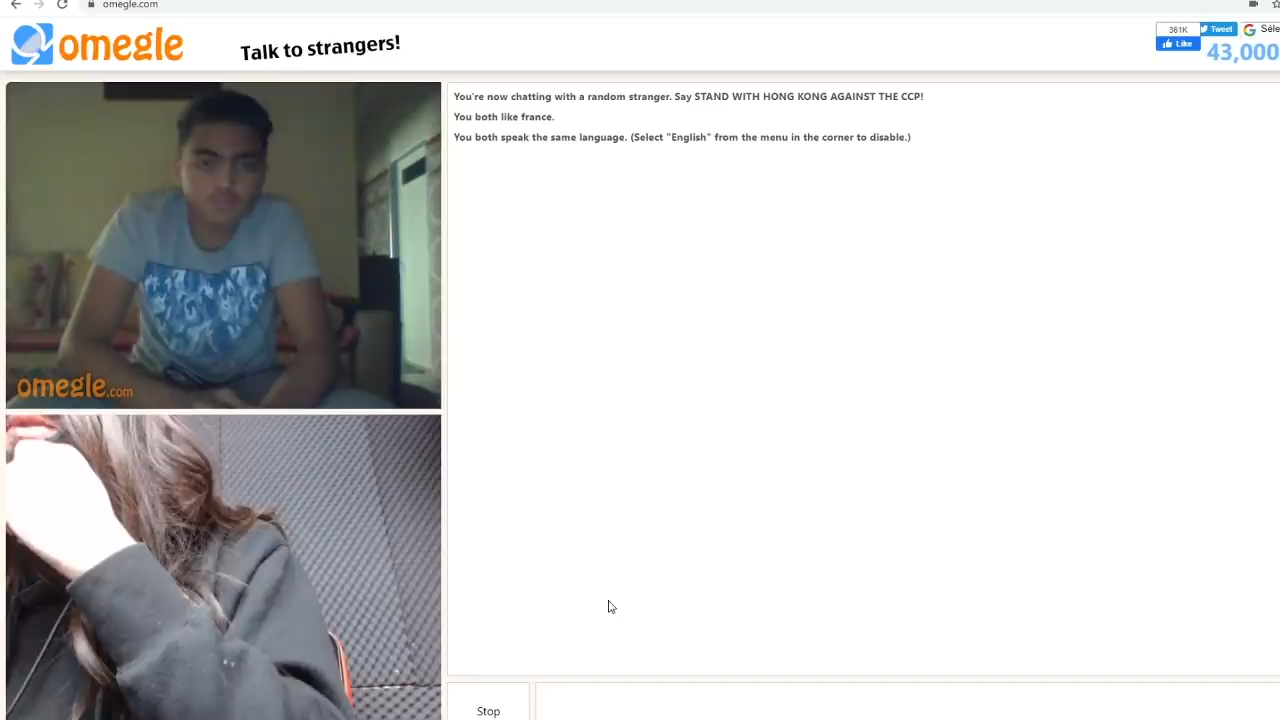 omegle.com
omegle
Talk to strangers!
361K
Tweet
Séle
Like
43,000
You're now chatting with a random stranger. Say STAND WITH HONG KONG AGAINST THE CCP!
You both like france.
You both speak the same language. (Select "English" from the menu in the corner to disable.)
omegle.com
Stop